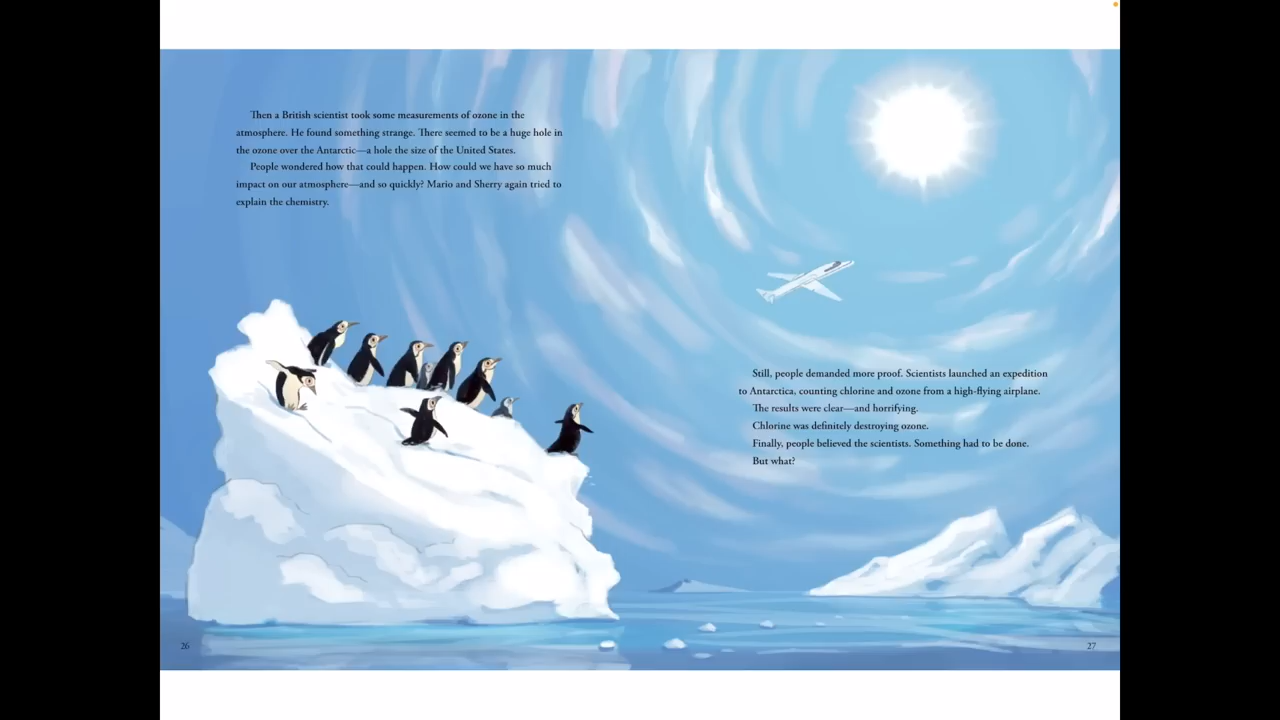 Then a British scientist took some measurements of ozone in the
atmosphere. He found something strange. There seemed to be a huge hole in
the ozone over the Antarctic—a hole the size of the United States.
People wondered how that could happen. How could we have so much
impact on our atmosphere—and so quickly? Mario and Sherry again tried to
explain the chemistry.
Still, people demanded more proof. Scientists launched an expedition
to Antarctica, counting chlorine and ozone from a high-flying airplane.
The results were clear—and horrifying.
Chlorine was definitely destroying ozone.
Finally, people believed the scientists. Something had to be done.
But what?
26
27